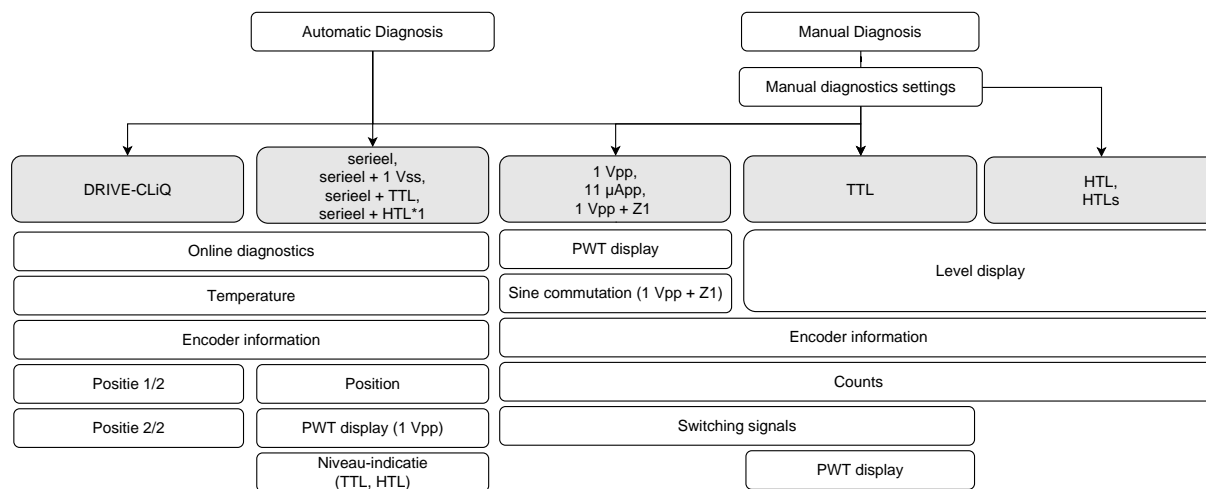 Automatic Diagnosis
Manual Diagnosis
Manual diagnostics settings
DRIVE-CLiQ
serieel,
serieel + 1 Vss,
serieel + TTL,
serieel + HTL*1
1 Vpp,
11 µApp,
1 Vpp + Z1
TTL
HTL,
HTLs
Online diagnostics
PWT display
Level display
Temperature
Sine commutation (1 Vpp + Z1)
Encoder information
Encoder information
Positie 1/2
Position
Counts
Positie 2/2
PWT display (1 Vpp)
Switching signals
Niveau-indicatie
(TTL, HTL)
PWT display